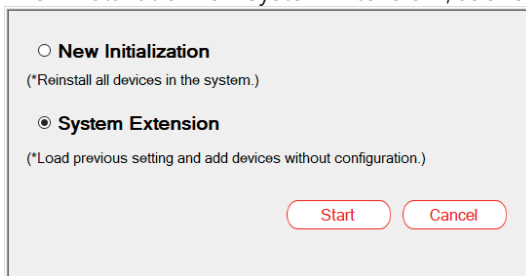 New Initialization
(*Reinstall all devices in the system.)
System Extension
(*Load previous setting and add devices without configuration.)
Start Cancel